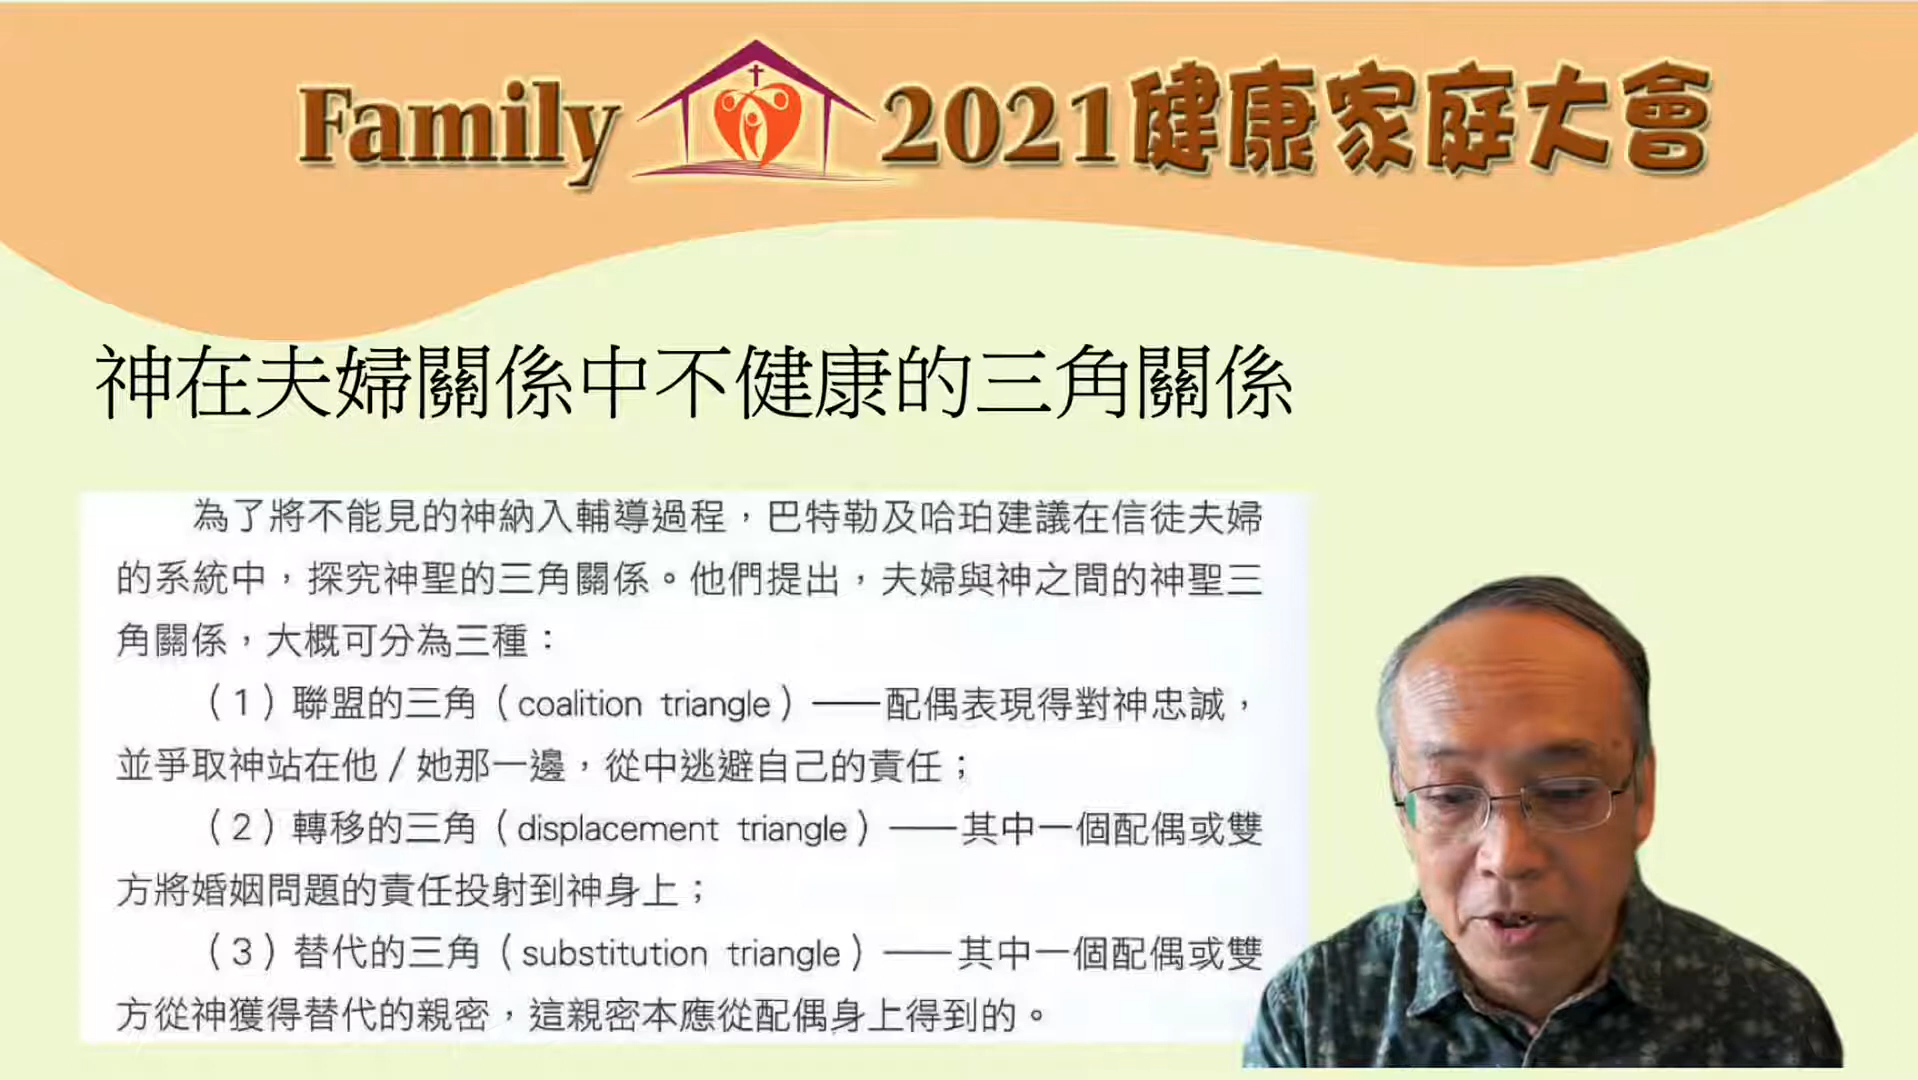 Family 2021健康家庭大會
神在夫婦關係中不健康的三角關係
為了將不能見的神納入輔導過程，巴特勒及哈珀建議在信徒夫婦
的系統中，探究神聖的三角關係。他們提出，夫婦與神之間的神聖三
角關係，大概可分為三種：
（1）聯盟的三角（coalition triangle）——配偶表現得對神忠誠，
並爭取神站在他／她那一邊，從中逃避自己的責任；
（2）轉移的三角（displacement triangle）——其中一個配偶或雙
方將婚姻問題的責任投射到神身上；
（3）替代的三角（substitution triangle）——其中一個配偶或雙
方從神獲得替代的親密，這親密本應從配偶身上得到的。